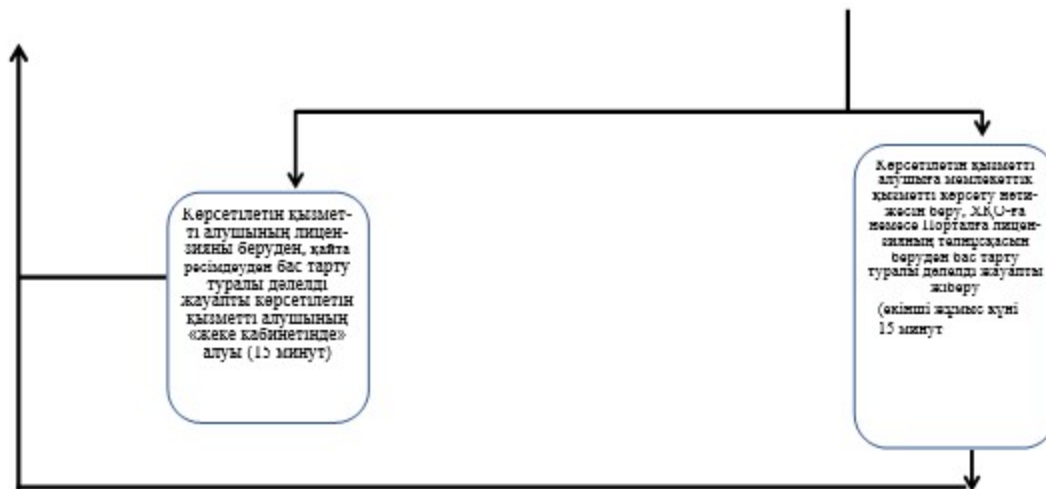 Көрсетілетін қызмет-
ті алушының лицен-
зияны беруден, қайта
ресімдеуден бас тарту
туралы дәлелді
жауапты көрсетілетін
қызметті алушының
«жеке кабинетінде»
алуы (15 минут)
Көрсетілетін қызметті
алушыға мемлекеттік
қызметті көрсету нәти-
жесін беру, ХҚО-ға
немесе Порталға лицен-
зияның телнұсқасын
беруден бас тарту
туралы дәлелді жауапты
жіберу
(екінші жұмыс күні
15 минут